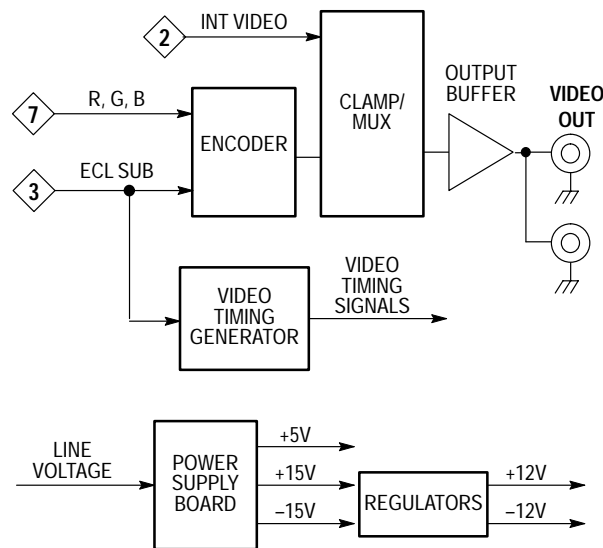 INT VIDEO
2
OUTPUT
BUFFER
VIDEO
OUT
7
R, G, B
CLAMP/
MUX
ENCODER
3
ECL SUB
VIDEO
TIMING
GENERATOR
VIDEO
TIMING
SIGNALS
LINE
VOLTAGE
POWER
SUPPLY
BOARD
+5V
+15V
–15V
REGULATORS
+12V
–12V